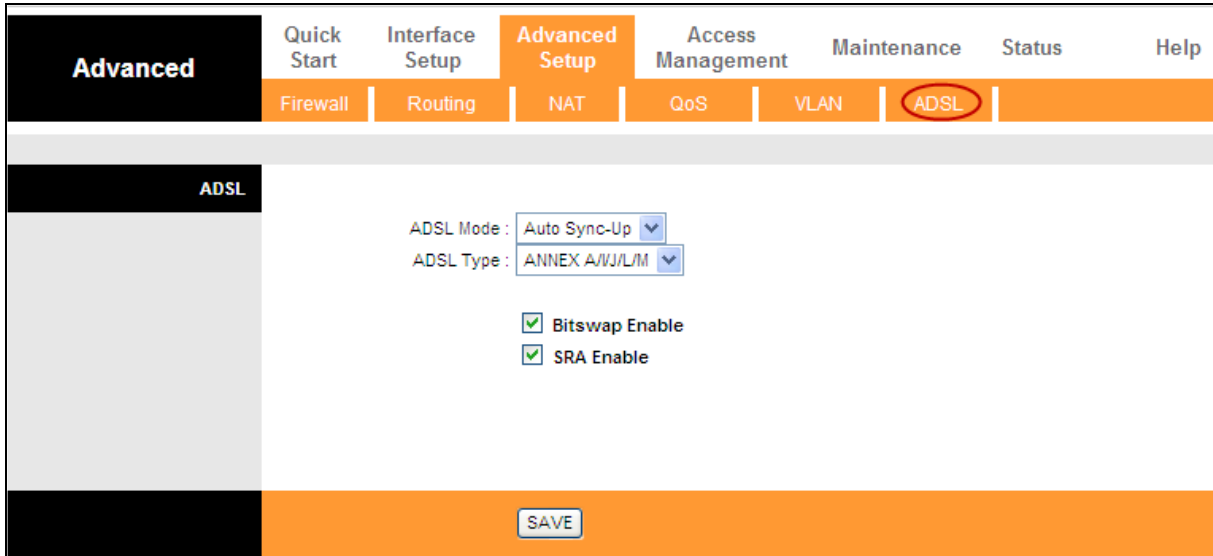 Advanced
Quick Start
Interface Setup
Advanced Setup
Access Management
Maintenance
Status
Help
Firewall
Routing
NAT
QoS
VLAN
ADSL
ADSL
ADSL Mode : Auto Sync-Up
ADSL Type : ANNEX A/I/J/L/M
Bitswap Enable
SRA Enable
SAVE